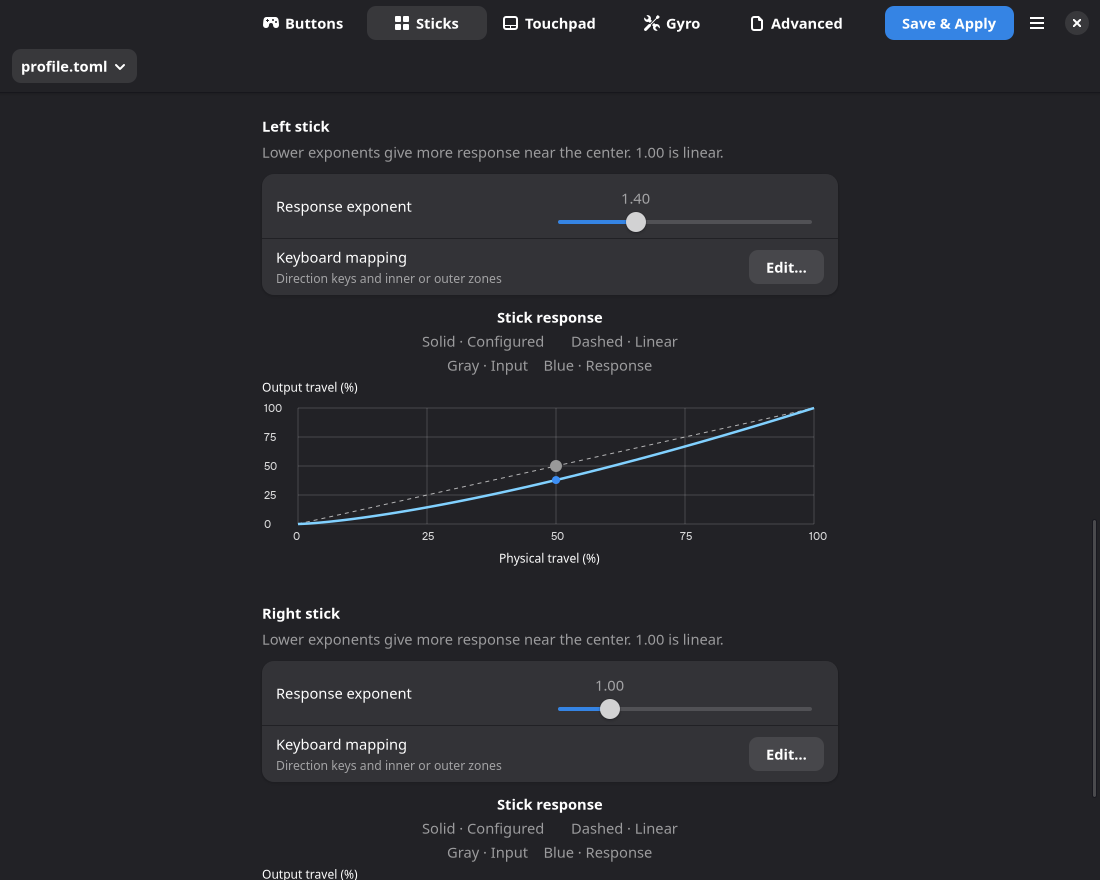 Buttons
Sticks
Touchpad
Gyro
Advanced
Save & Apply
profile.toml
Left stick
Lower exponents give more response near the center. 1.00 is linear.
1.40
Response exponent
Keyboard mapping
Direction keys and inner or outer zones
Edit...
Stick response
Solid · Configured Dashed · Linear
Gray · Input Blue · Response
Output travel (%)
100
75
50
25
0
0 25 50 75 100
Physical travel (%)
Right stick
Lower exponents give more response near the center. 1.00 is linear.
1.00
Response exponent
Keyboard mapping
Direction keys and inner or outer zones
Edit...
Stick response
Solid · Configured Dashed · Linear
Gray · Input Blue · Response
Output travel (%)